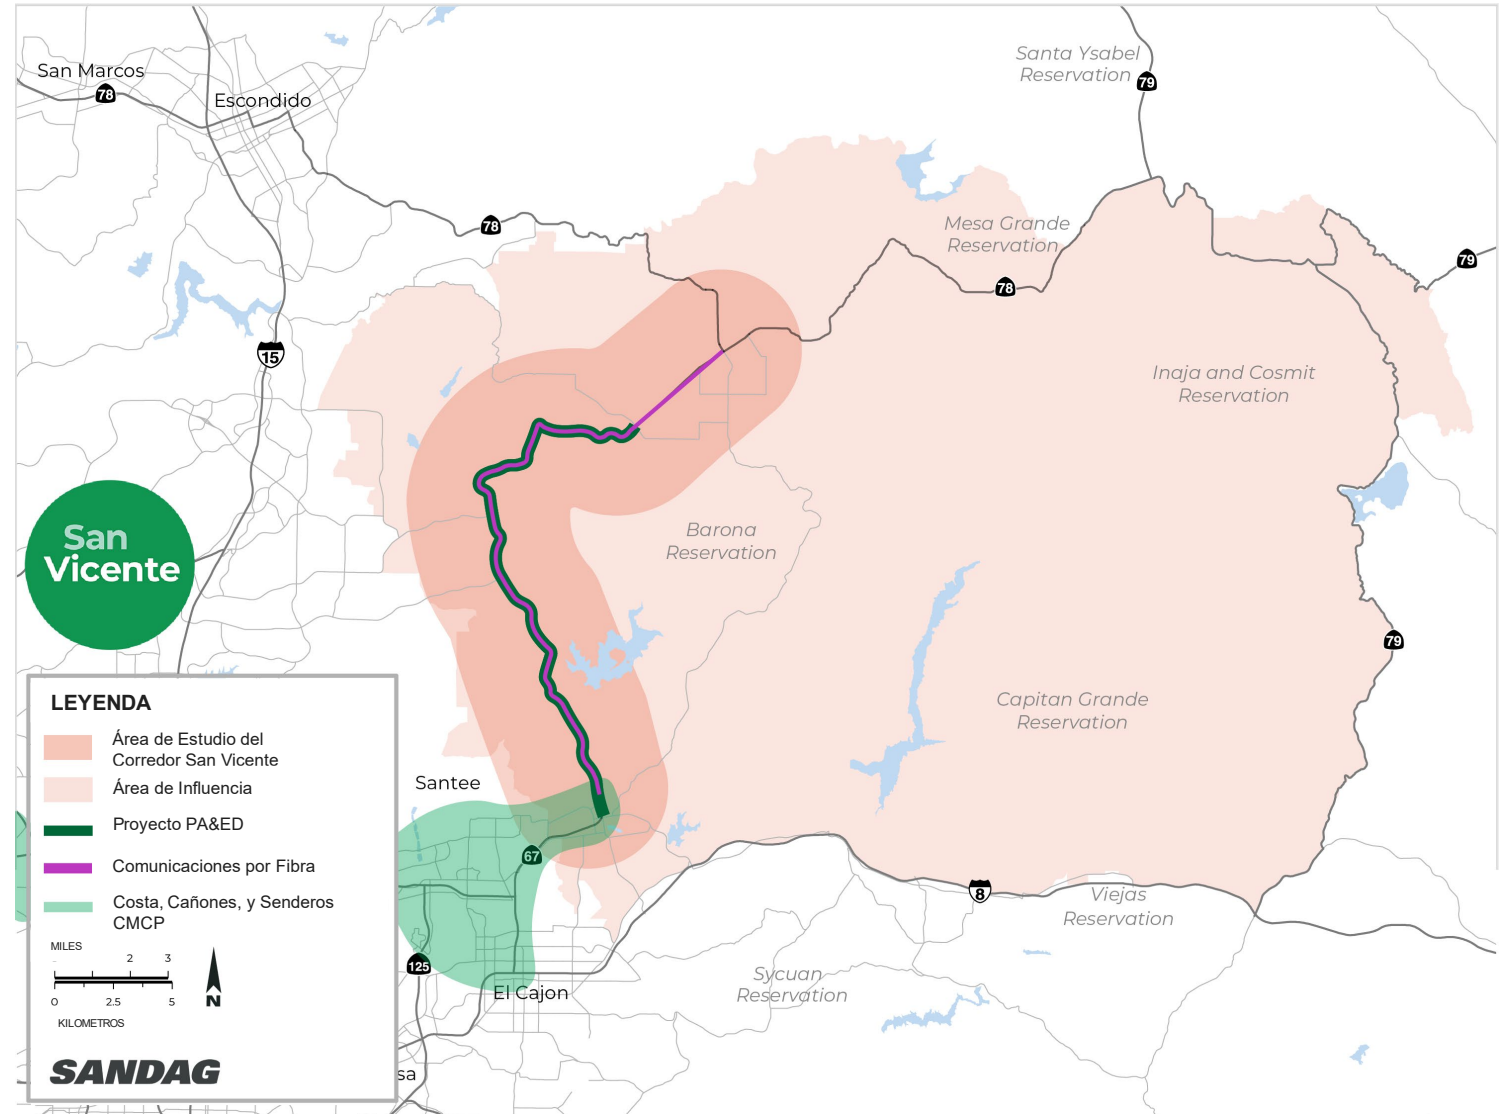 San Marcos
78
Escondido
Santa Ysabel
Reservation
79
78
Mesa Grande
Reservation
78
79
15
Inaja and Cosmit
Reservation
San
Vicente
Barona
Reservation
79
Capitan Grande
Reservation
Santee
67
8
Viejas
Reservation
125
El Cajon
Sycuan
Reservation
sa
LEYENDA
Área de Estudio del
Corredor San Vicente
Área de Influencia
Proyecto PA&ED
Comunicaciones por Fibra
Costa, Cañones, y Senderos
CMCP
MILES
2 3
0 2.5 5
KILOMETROS
N
SANDAG